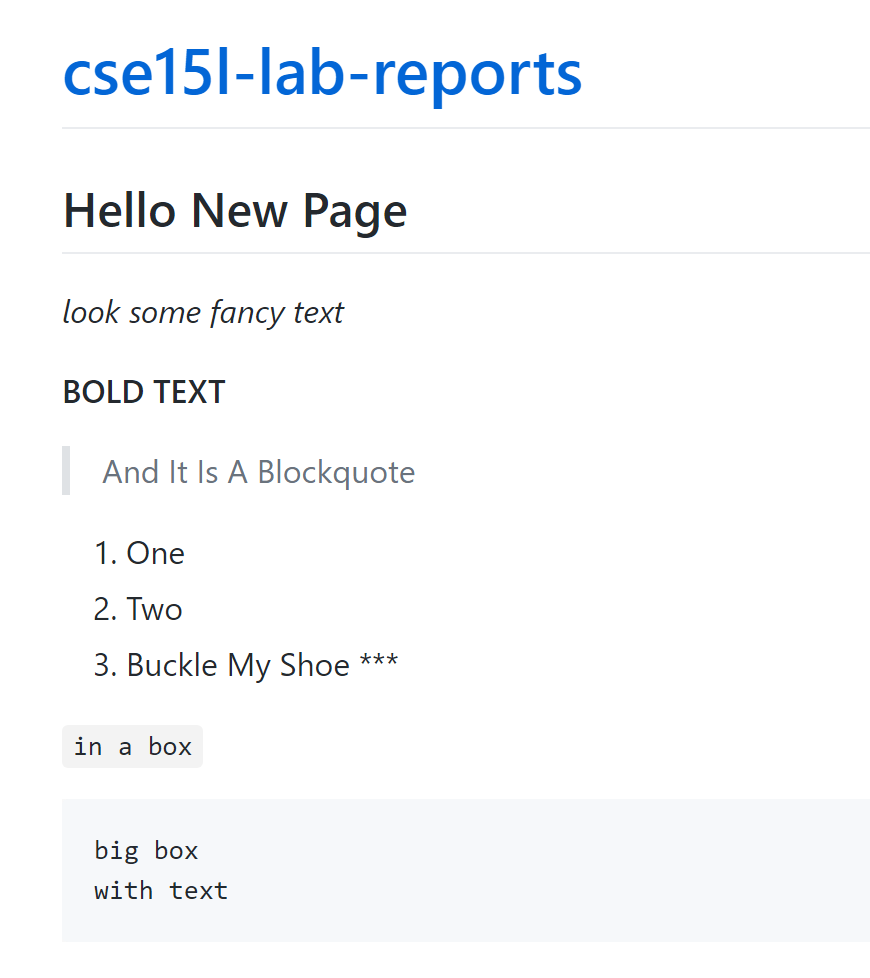 cse15l-lab-reports
Hello New Page
look some fancy text
BOLD TEXT
And It Is A Blockquote
1. One
2. Two
3. Buckle My Shoe ***
in a box
big box
with text